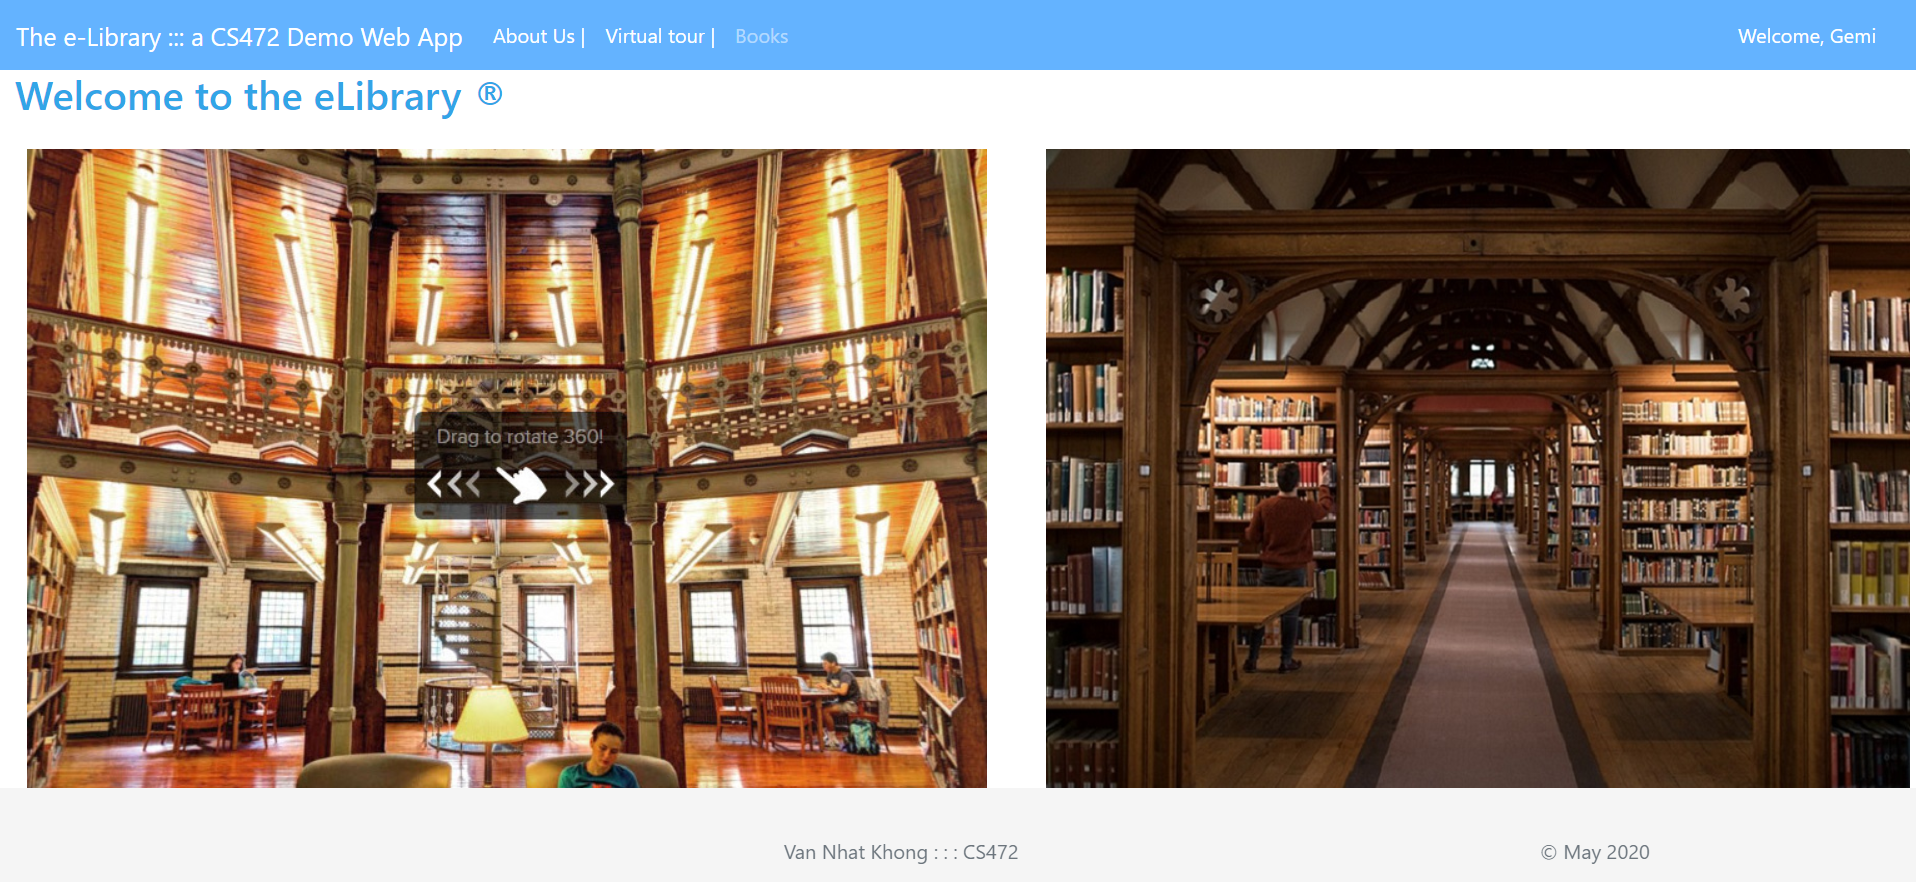 The e-Library ::: a CS472 Demo Web App About Us | Virtual tour | Books Welcome, Gemi
Welcome to the eLibrary ®
Drag to rotate 360!
Van Nhat Khong : : : CS472 © May 2020